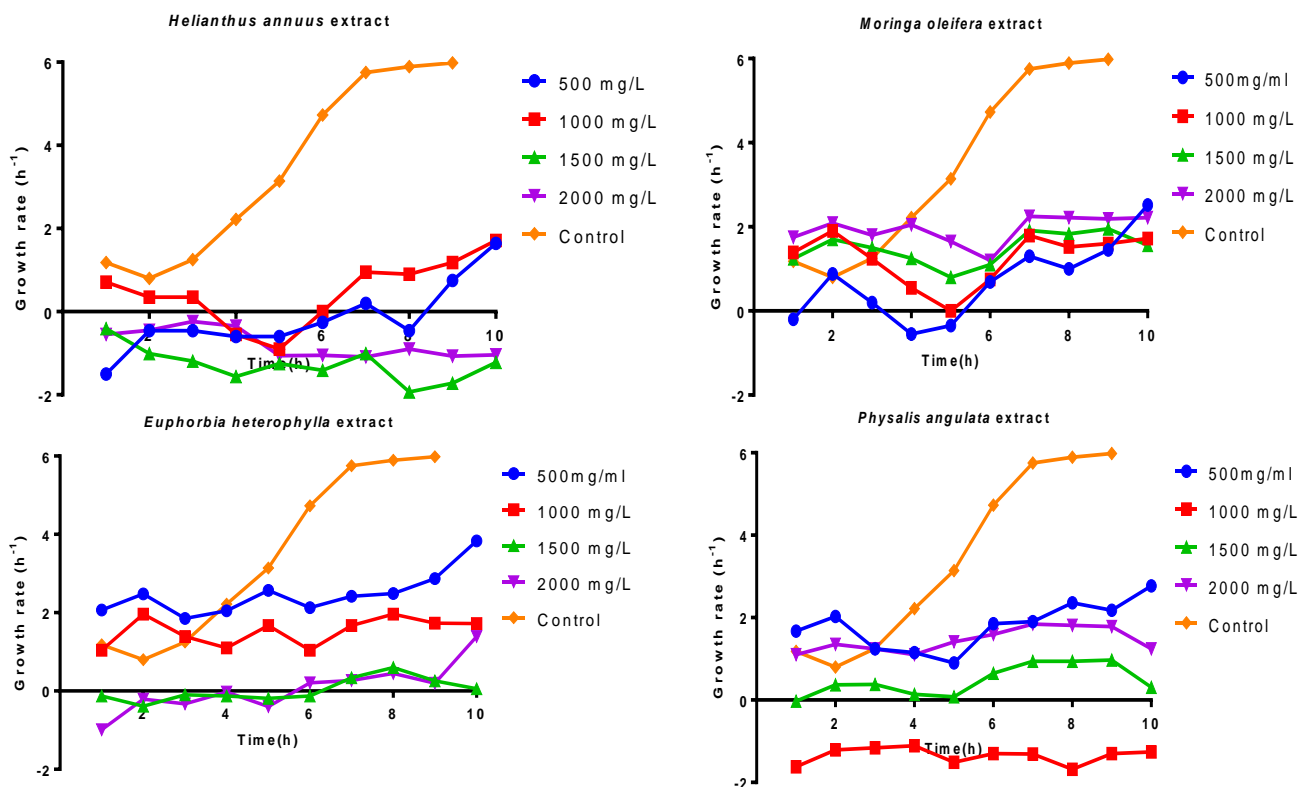 Helianthus annuus extract
Growth rate (h⁻¹)
6
4
2
0
-2
2
6
10
Time(h)
500 mg/L
1000 mg/L
1500 mg/L
2000 mg/L
Control
Moringa oleifera extract
Growth rate (h⁻¹)
6
4
2
0
-2
2
4
6
8
10
Time(h)
500mg/ml
1000 mg/L
1500 mg/L
2000 mg/L
Control
Euphorbia heterophylla extract
Growth rate (h⁻¹)
6
4
2
0
-2
2
4
6
8
10
Time(h)
500mg/ml
1000 mg/L
1500 mg/L
2000 mg/L
Control
Physalis angulata extract
Growth rate (h⁻¹)
6
4
2
0
-2
2
4
6
8
10
Time(h)
500mg/ml
1000 mg/L
1500 mg/L
2000 mg/L
Control